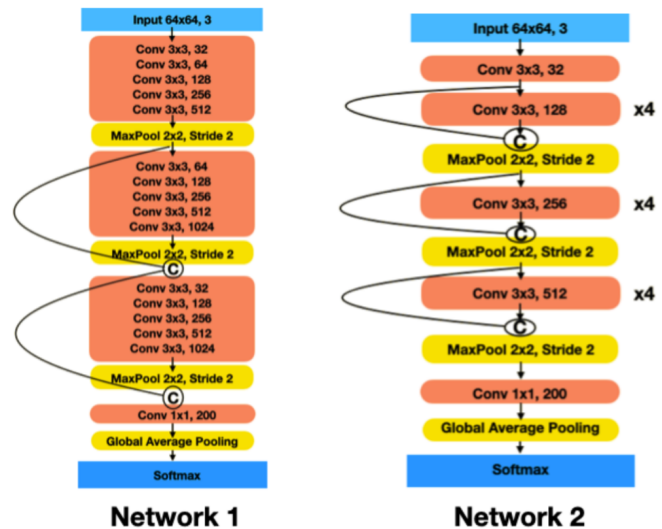 Input 64x64, 3
Conv 3x3, 32
Conv 3x3, 64
Conv 3x3, 128
Conv 3x3, 256
Conv 3x3, 512
MaxPool 2x2, Stride 2
Conv 3x3, 64
Conv 3x3, 128
Conv 3x3, 256
Conv 3x3, 512
Conv 3x3, 1024
MaxPool 2x2, Stride 2
C
Conv 3x3, 32
Conv 3x3, 128
Conv 3x3, 256
Conv 3x3, 512
Conv 3x3, 1024
MaxPool 2x2, Stride 2
C
Conv 1x1, 200
Global Average Pooling
Softmax
Network 1
Input 64x64, 3
Conv 3x3, 32
Conv 3x3, 128
x4
C
MaxPool 2x2, Stride 2
Conv 3x3, 256
x4
C
MaxPool 2x2, Stride 2
Conv 3x3, 512
x4
C
MaxPool 2x2, Stride 2
Conv 1x1, 200
Global Average Pooling
Softmax
Network 2